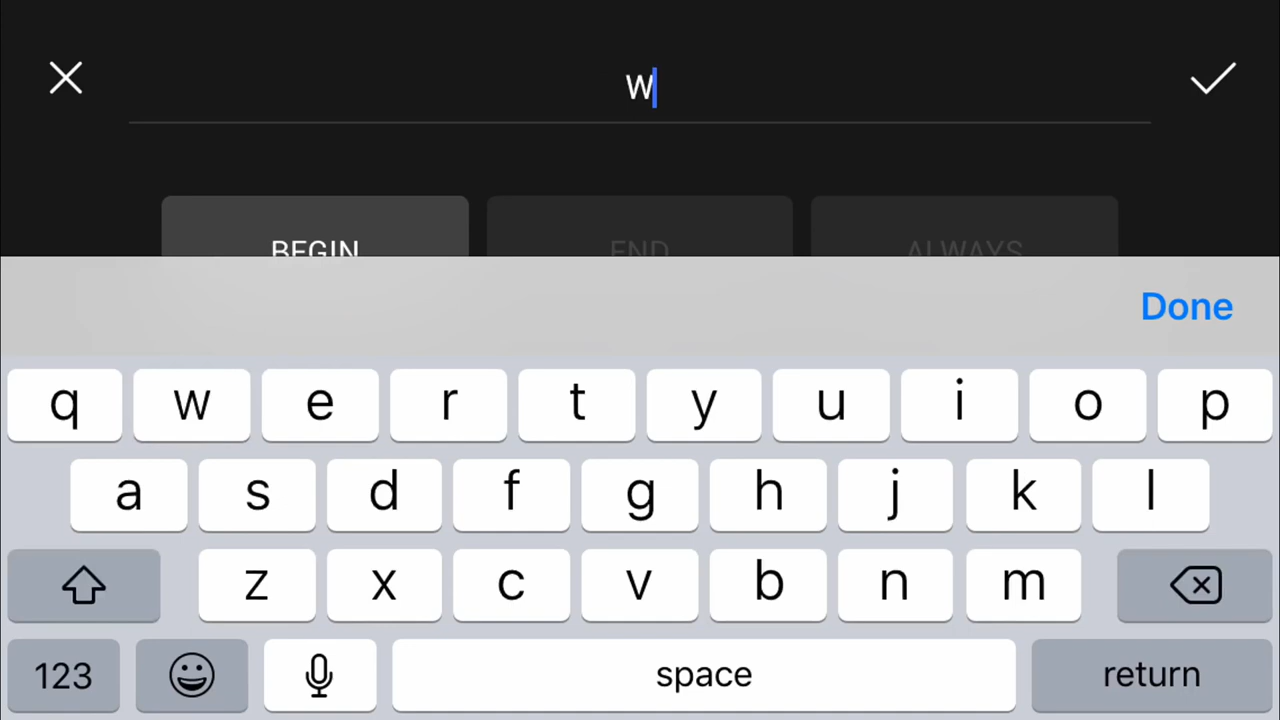 W
BEGIN END ALWAYS
Done
q w e r t y u i o p
a s d f g h j k l
z x c v b n m
123 space return